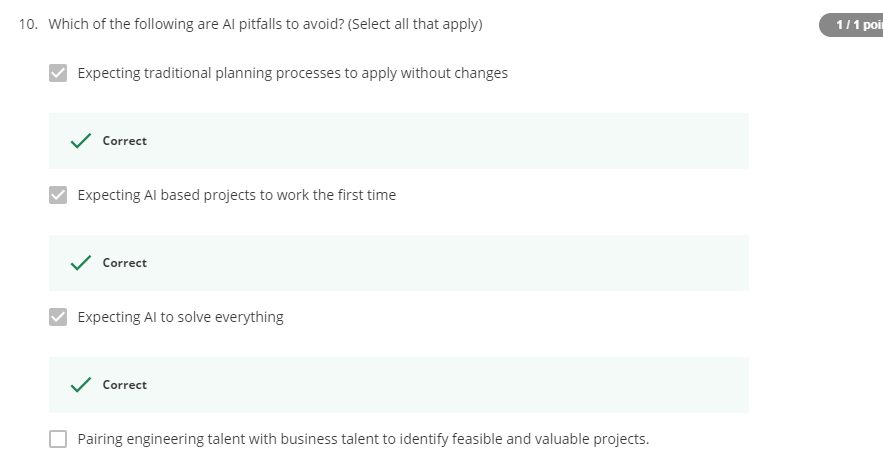 10. Which of the following are AI pitfalls to avoid? (Select all that apply)
1 / 1 poi
Expecting traditional planning processes to apply without changes
Correct
Expecting AI based projects to work the first time
Correct
Expecting AI to solve everything
Correct
Pairing engineering talent with business talent to identify feasible and valuable projects.